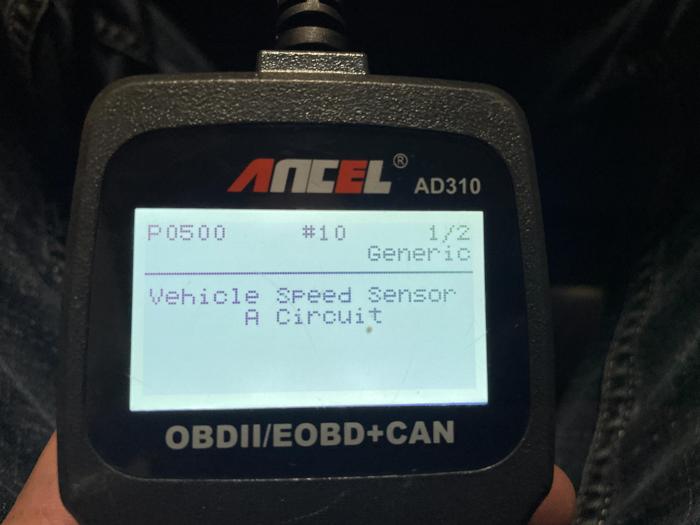 ANCEL® AD310
P0500 #10 1/2
Generic
Vehicle Speed Sensor
A Circuit
OBDII/EOBD+CAN